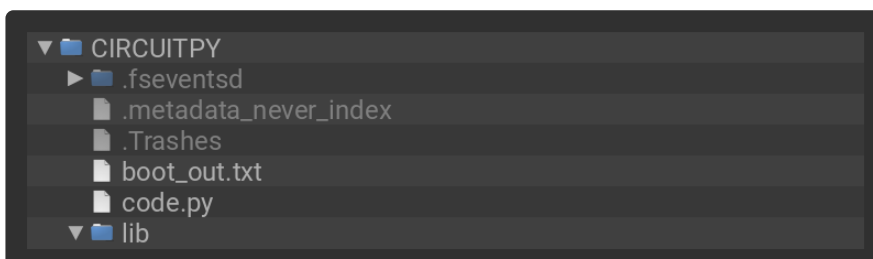 CIRCUITPY
.fseventsd
.metadata_never_index
.Trashes
boot_out.txt
code.py
lib